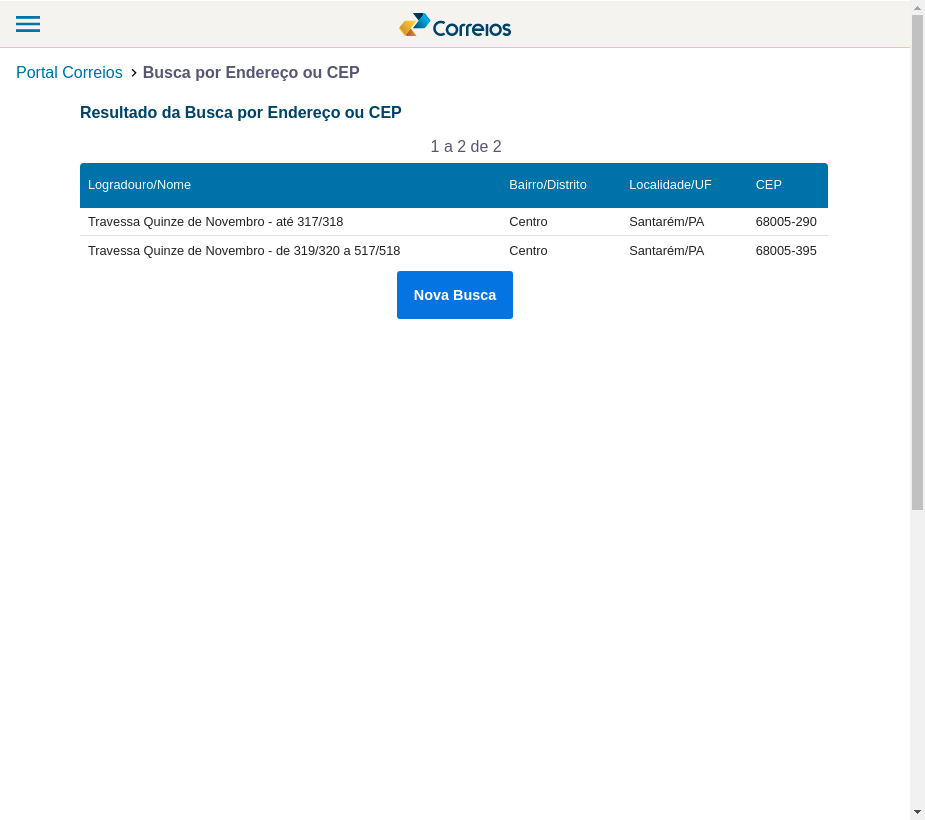 Correios
Portal Correios > Busca por Endereço ou CEP
Resultado da Busca por Endereço ou CEP
1 a 2 de 2
Logradouro/Nome Bairro/Distrito Localidade/UF CEP
Travessa Quinze de Novembro - até 317/318 Centro Santarém/PA 68005-290
Travessa Quinze de Novembro - de 319/320 a 517/518 Centro Santarém/PA 68005-395
Nova Busca